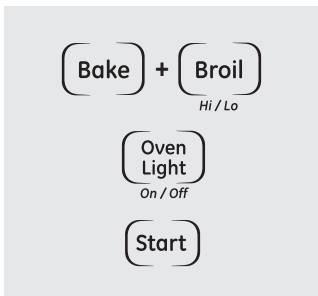 Bake + Broil
Hi / Lo
Oven
Light
On / Off
Start